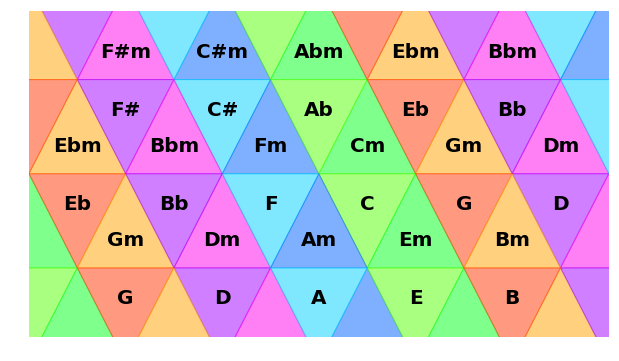 F#m C#m Abm Ebm Bbm
F# C# Ab Eb Bb
Ebm Bbm Fm Cm Gm Dm
Eb Bb F C G D
Gm Dm Am Em Bm
G D A E B